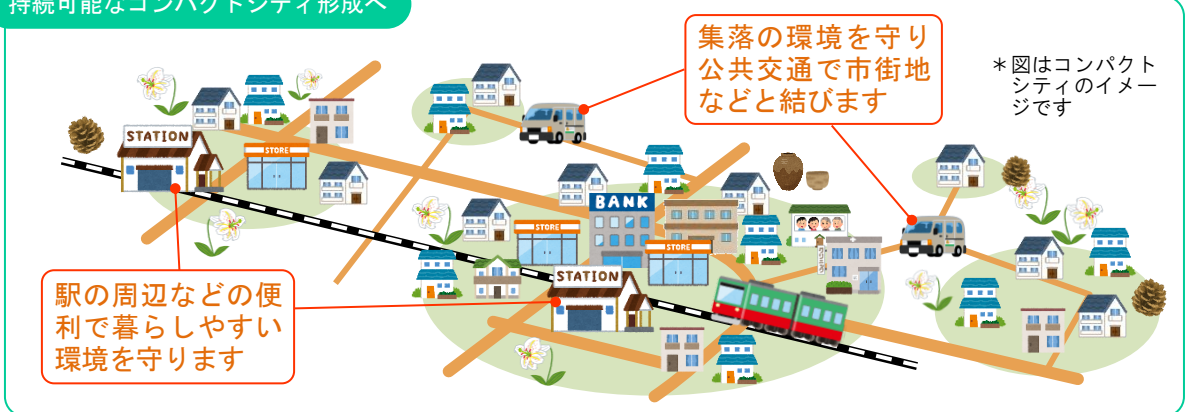 持続可能なコンパクトシティ形成へ
集落の環境を守り
公共交通で市街地
などと結びます
＊図はコンパクト
シティのイメー
ジです
STATION
STORE
BANK
STORE
STORE
STATION
駅の周辺などの便
利で暮らしやすい
環境を守ります